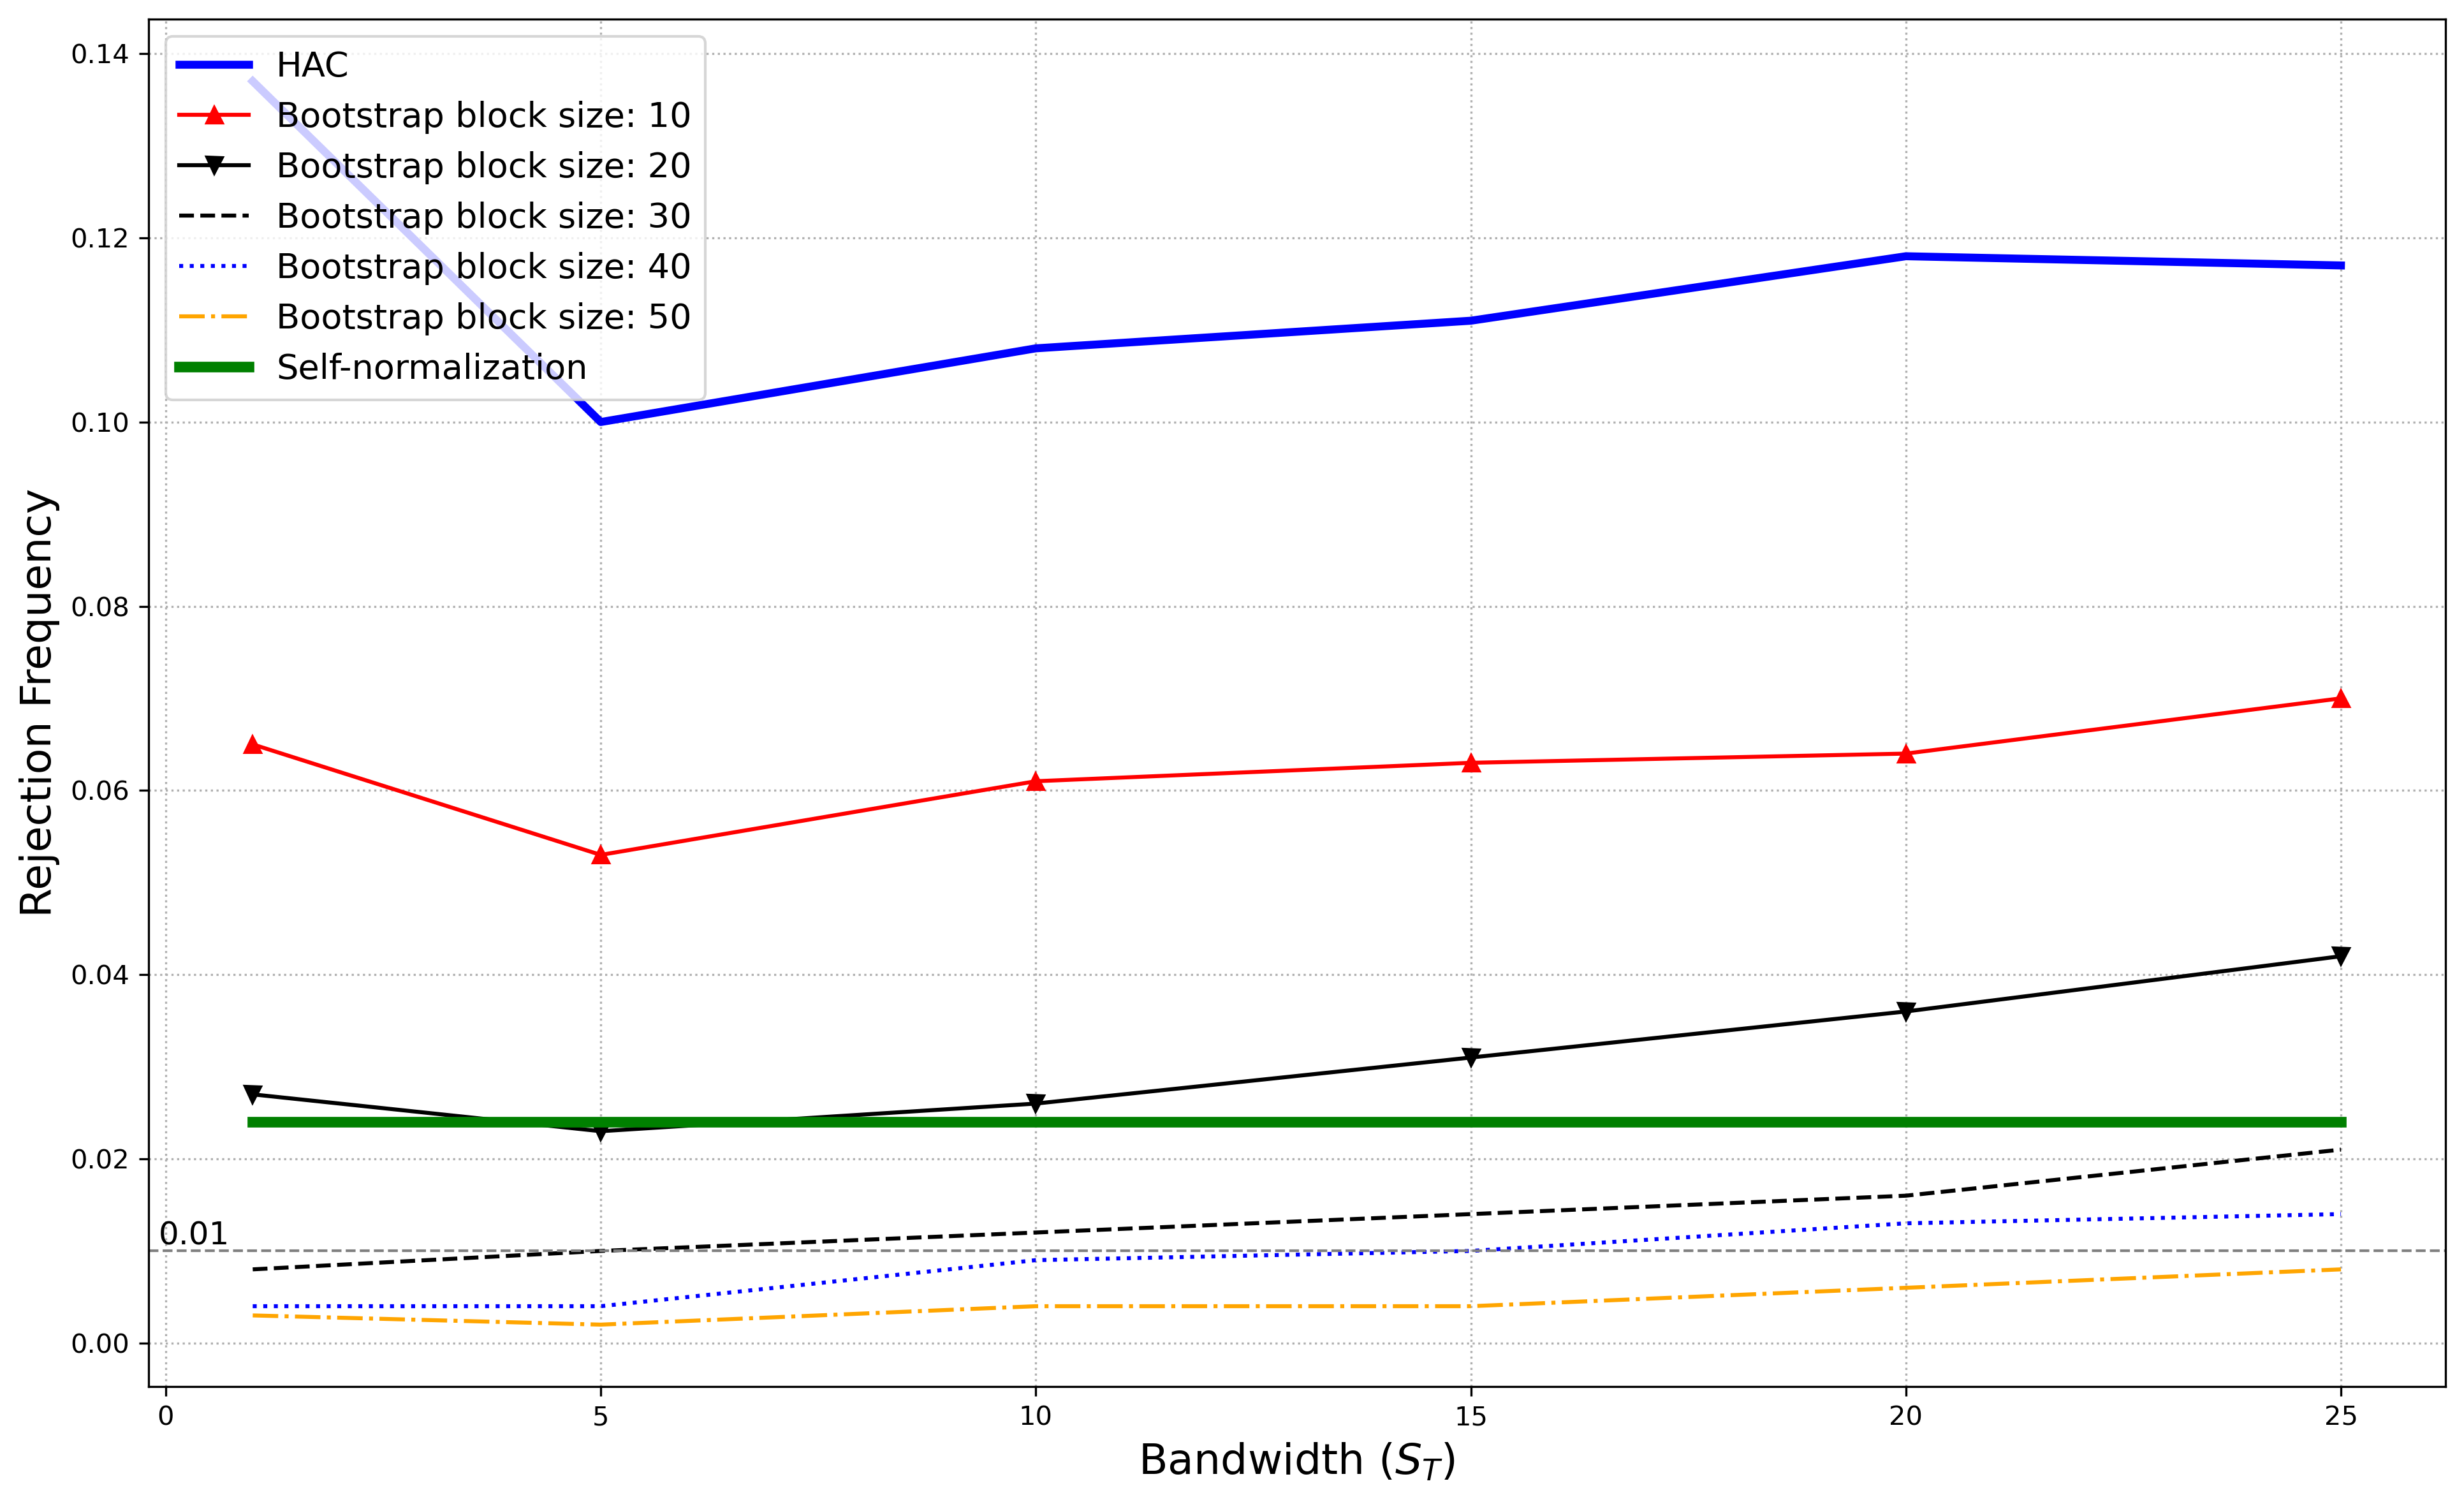 HAC
Bootstrap block size: 10
Bootstrap block size: 20
Bootstrap block size: 30
Bootstrap block size: 40
Bootstrap block size: 50
Self-normalization
Rejection Frequency
0.14
0.12
0.10
0.08
0.06
0.04
0.02
0.00
0.01
0 5 10 15 20 25
Bandwidth (S_T)